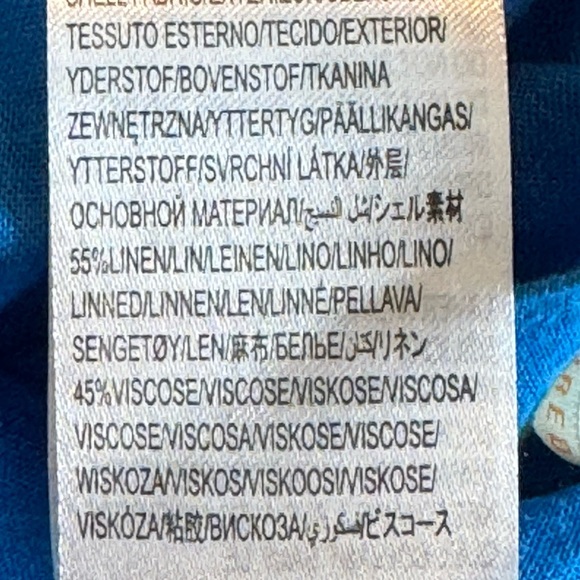 TESSUTO ESTERNO/TECIDO/EXTERIOR/
YDERSTOF/BOVENSTOF/TKANINA
ZEWNĘTRZNA/YTTERTYG/PÄÄLLIKANGAS/
YTTERSTOFF/SVRCHNÍ LÁTKA/外层/
ОСНОВНОЙ МАТЕРИАЛ/シェル素材
55%LINEN/LIN/LEINEN/LINO/LINHO/LINO/
LINNED/LINNEN/LEN/LINNE/PELLAVA/
SENGETØY/LEN/麻布/БЕЛЬЕ/リネン
45%VISCOSE/VISCOSE/VISKOSE/VISCOSA/
VISCOSE/VISCOSA/VISKOSE/VISCOSE/
WISKOZA/VISKOS/VISKOOSI/VISKOSE/
VISKÓZA/粘胶/ВИСКОЗА/ビスコース